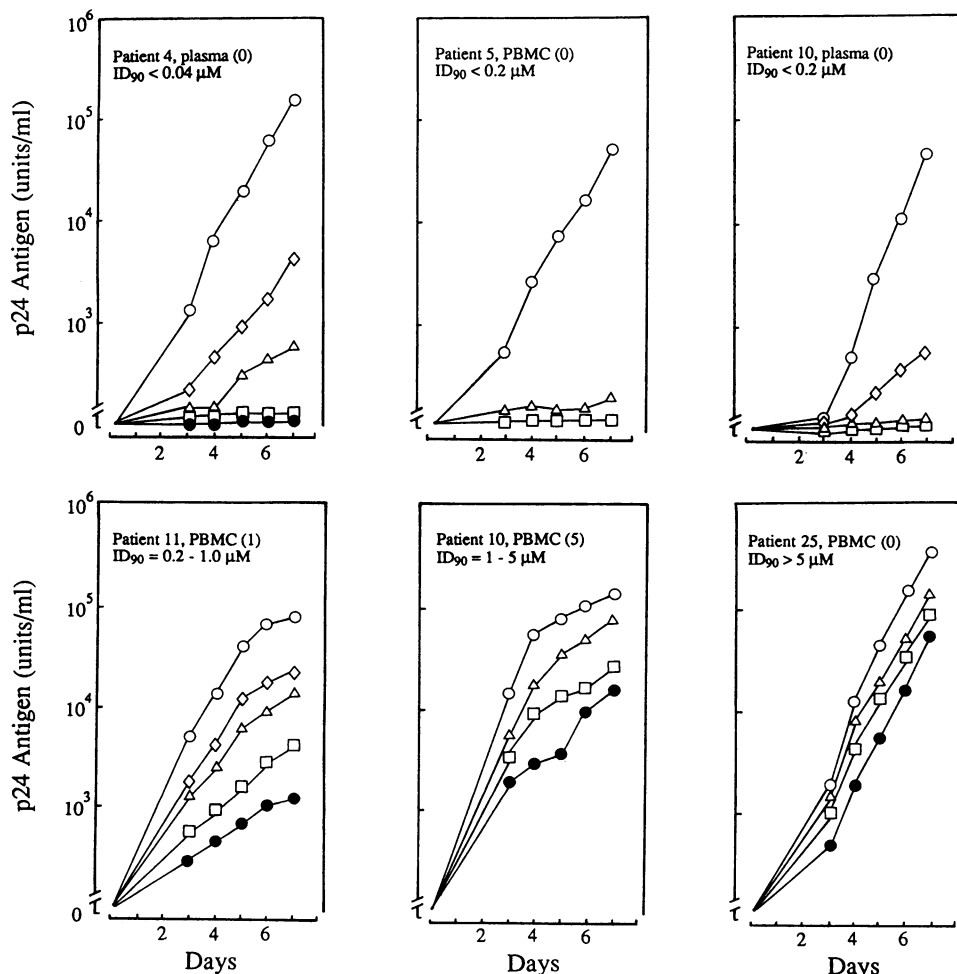 Patient 4, plasma (0)
ID90 < 0.04 µM
Patient 5, PBMC (0)
ID90 < 0.2 µM
Patient 10, plasma (0)
ID90 < 0.2 µM
p24 Antigen (units/ml)
10^6
10^5
10^4
10^3
0
2 4 6
2 4 6
2 4 6
Patient 11, PBMC (1)
ID90 = 0.2 - 1.0 µM
Patient 10, PBMC (5)
ID90 = 1 - 5 µM
Patient 25, PBMC (0)
ID90 > 5 µM
p24 Antigen (units/ml)
10^6
10^5
10^4
10^3
0
2 4 6
2 4 6
2 4 6
Days
Days
Days